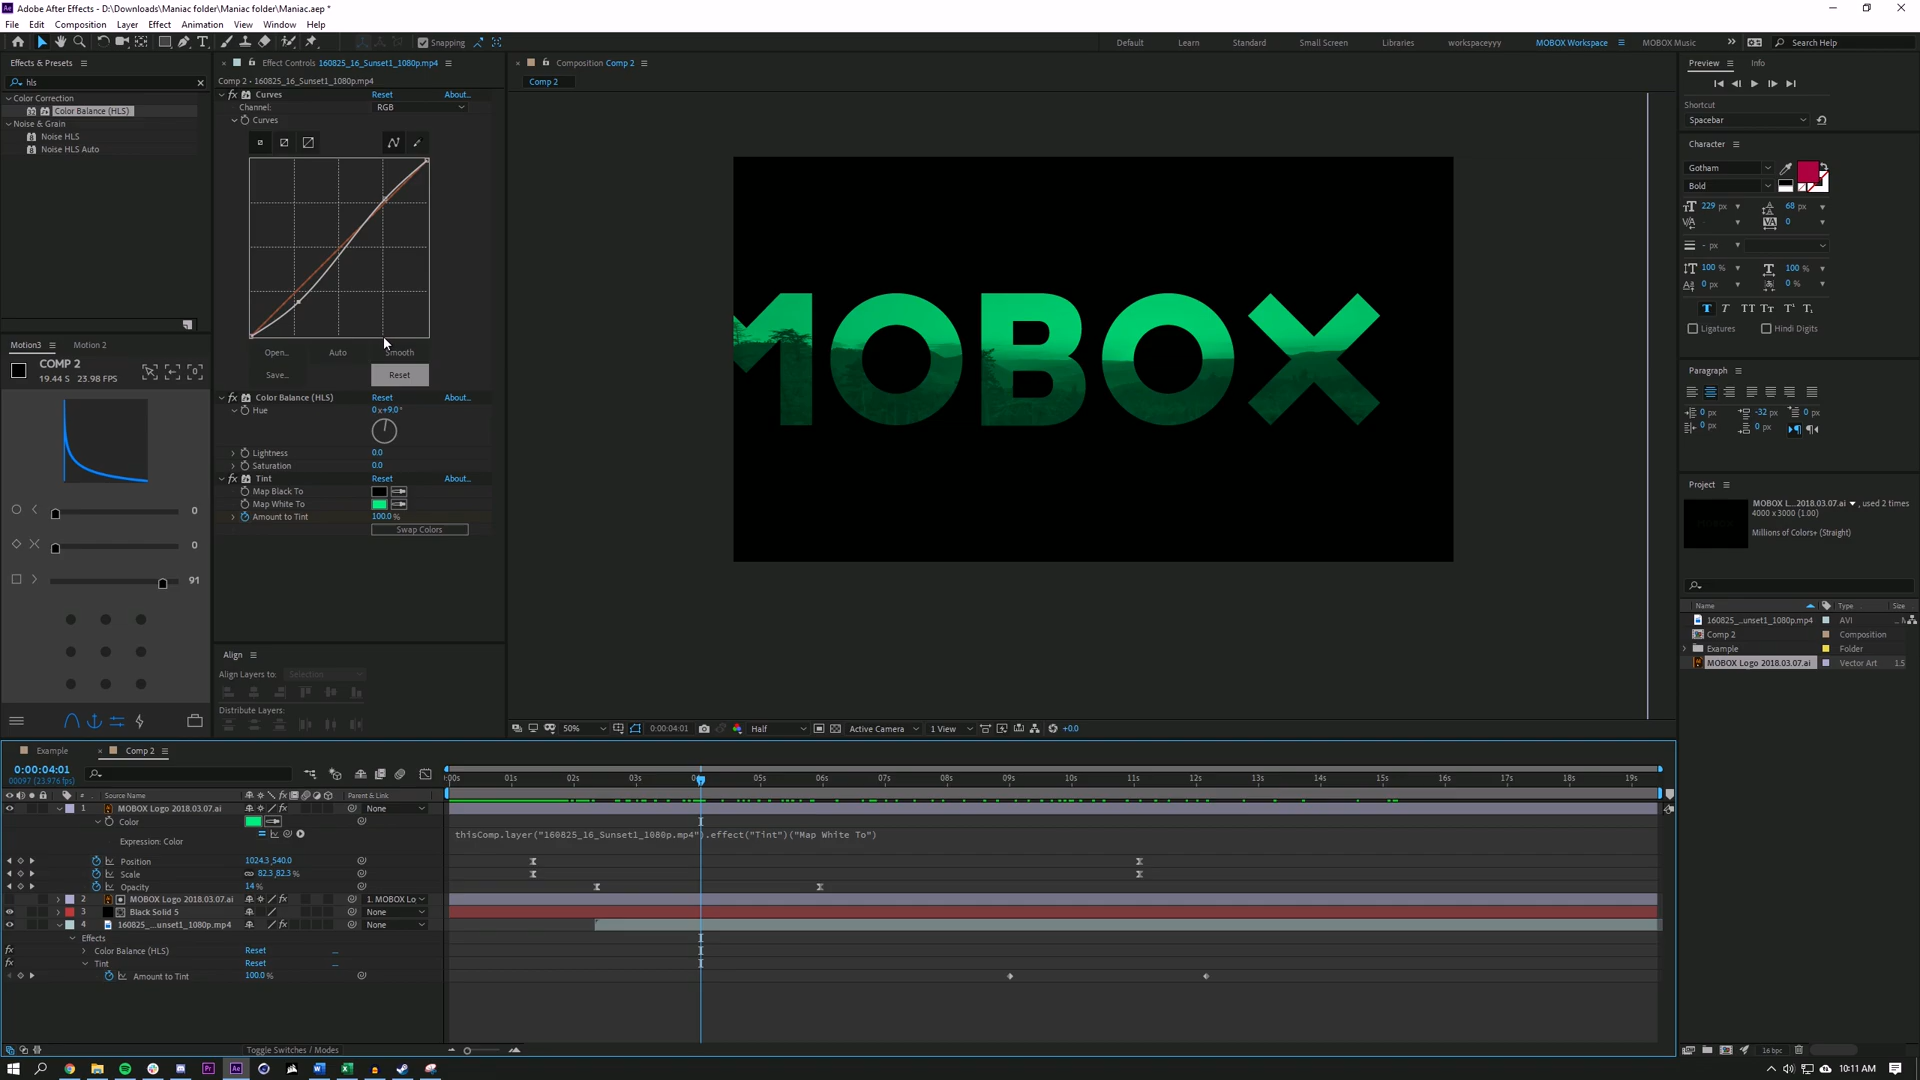 Adobe After Effects - D:\Downloads\Maniac folder\Maniac folder\Maniac.aep *
File Edit Composition Layer Effect Animation View Window Help
Snapping
Default Learn Standard Small Screen Libraries workspaceyyy MOBOX Workspace MOBOX Music Search Help
Effects & Presets
hls
Color Correction
Color Balance (HLS)
Noise & Grain
Noise HLS
Noise HLS Auto
Motion3 Motion 2
COMP 2
19.44 S 23.98 FPS
0
0
91
Effect Controls 160825_16_Sunset1_1080p.mp4
Comp 2 • 160825_16_Sunset1_1080p.mp4
fx Curves Reset About...
Channel: RGB
Curves
Open... Auto Smooth
Save... Reset
fx Color Balance (HLS) Reset About...
Hue 0x+9.0°
Lightness 0.0
Saturation 0.0
fx Tint Reset About...
Map Black To
Map White To
Amount to Tint 100.0 %
Swap Colors
Align
Align Layers to: Selection
Distribute Layers:
Composition Comp 2
Comp 2
MOBOX
50% 0:00:04:01 Half Active Camera 1 View +0.0
Preview Info
Shortcut
Spacebar
Character
Gotham
Bold
229 px 68 px
0
- px
100 % 100 %
0 px 0 %
T T TT Tt T' T,
Ligatures Hindi Digits
Paragraph
0 px -32 px 0 px
0 px 0 px
Project
MOBOX L...2018.03.07.ai , used 2 times
4000 x 3000 (1.00)
Millions of Colors+ (Straight)
Name Type Size
160825_...unset1_1080p.mp4 AVI
Comp 2 Composition
Example Folder
MOBOX Logo 2018.03.07.ai Vector Art 1.5
16 bpc
Example Comp 2
0:00:04:01
00097 (23.976 fps)
:00s 01s 02s 03s 04s 05s 06s 07s 08s 09s 10s 11s 12s 13s 14s 15s 16s 17s 18s 19s
# Source Name Parent & Link
1 MOBOX Logo 2018.03.07.ai None
Color
Expression: Color
thisComp.layer("160825_16_Sunset1_1080p.mp4").effect("Tint")("Map White To")
Position 1024.3,540.0
Scale 82.3,82.3 %
Opacity 14 %
2 MOBOX Logo 2018.03.07.ai 1. MOBOX Lo
3 Black Solid 5 None
4 160825_...unset1_1080p.mp4 None
Effects
fx Color Balance (HLS) Reset
fx Tint Reset
Amount to Tint 100.0 %
Toggle Switches / Modes
10:11 AM